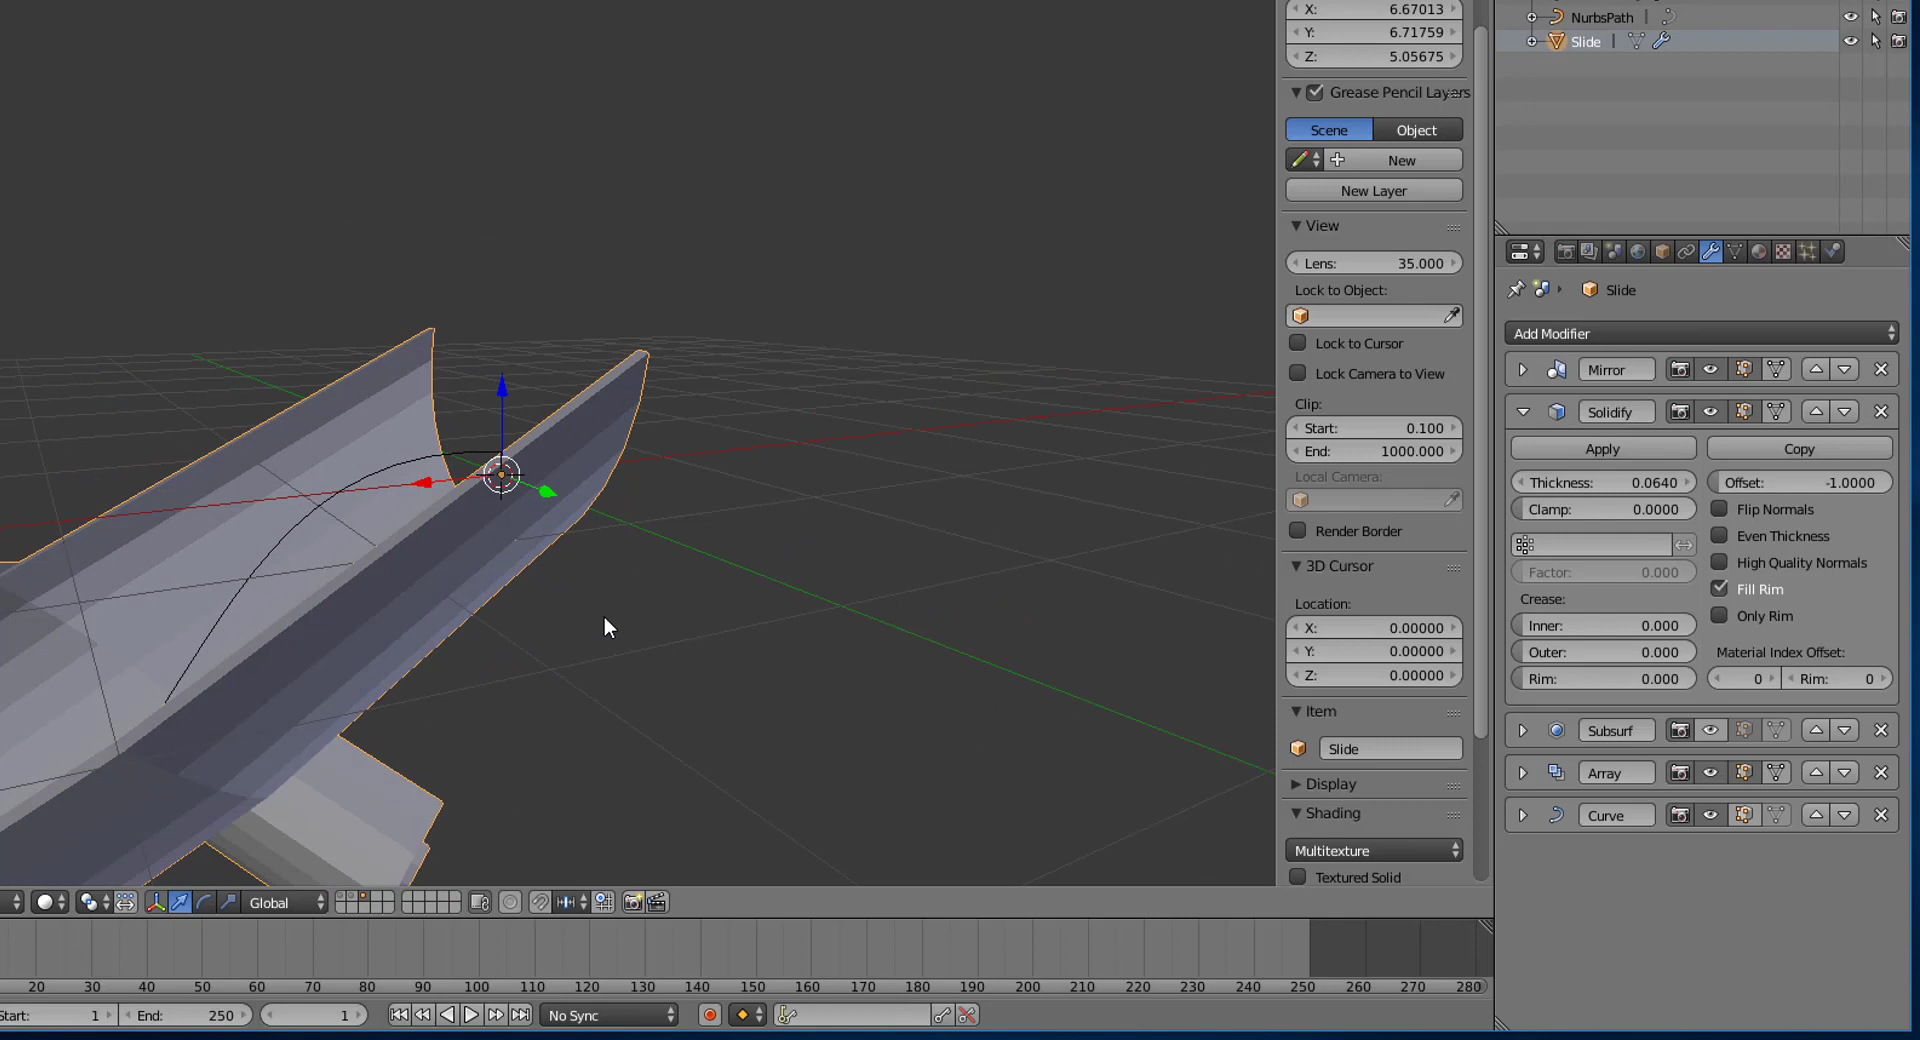 X: 6.67013
Y: 6.71759
Z: 5.05675
Grease Pencil Layers
Scene Object
New
New Layer
View
Lens: 35.000
Lock to Object:
Lock to Cursor
Lock Camera to View
Clip:
Start: 0.100
End: 1000.000
Local Camera:
Render Border
3D Cursor
Location:
X: 0.00000
Y: 0.00000
Z: 0.00000
Item
Slide
Display
Shading
Multitexture
Textured Solid
NurbsPath
Slide
Slide
Add Modifier
Mirror
Solidify
Apply Copy
Thickness: 0.0640 Offset: -1.0000
Clamp: 0.0000 Flip Normals
Even Thickness
High Quality Normals
Factor: 0.000
Fill Rim
Crease:
Only Rim
Inner: 0.000
Outer: 0.000 Material Index Offset:
Rim: 0.000 0 Rim: 0
Subsurf
Array
Curve
Global
20 30 40 50 60 70 80 90 100 110 120 130 140 150 160 170 180 190 200 210 220 230 240 250 260 270 280
Start: 1 End: 250 1 No Sync